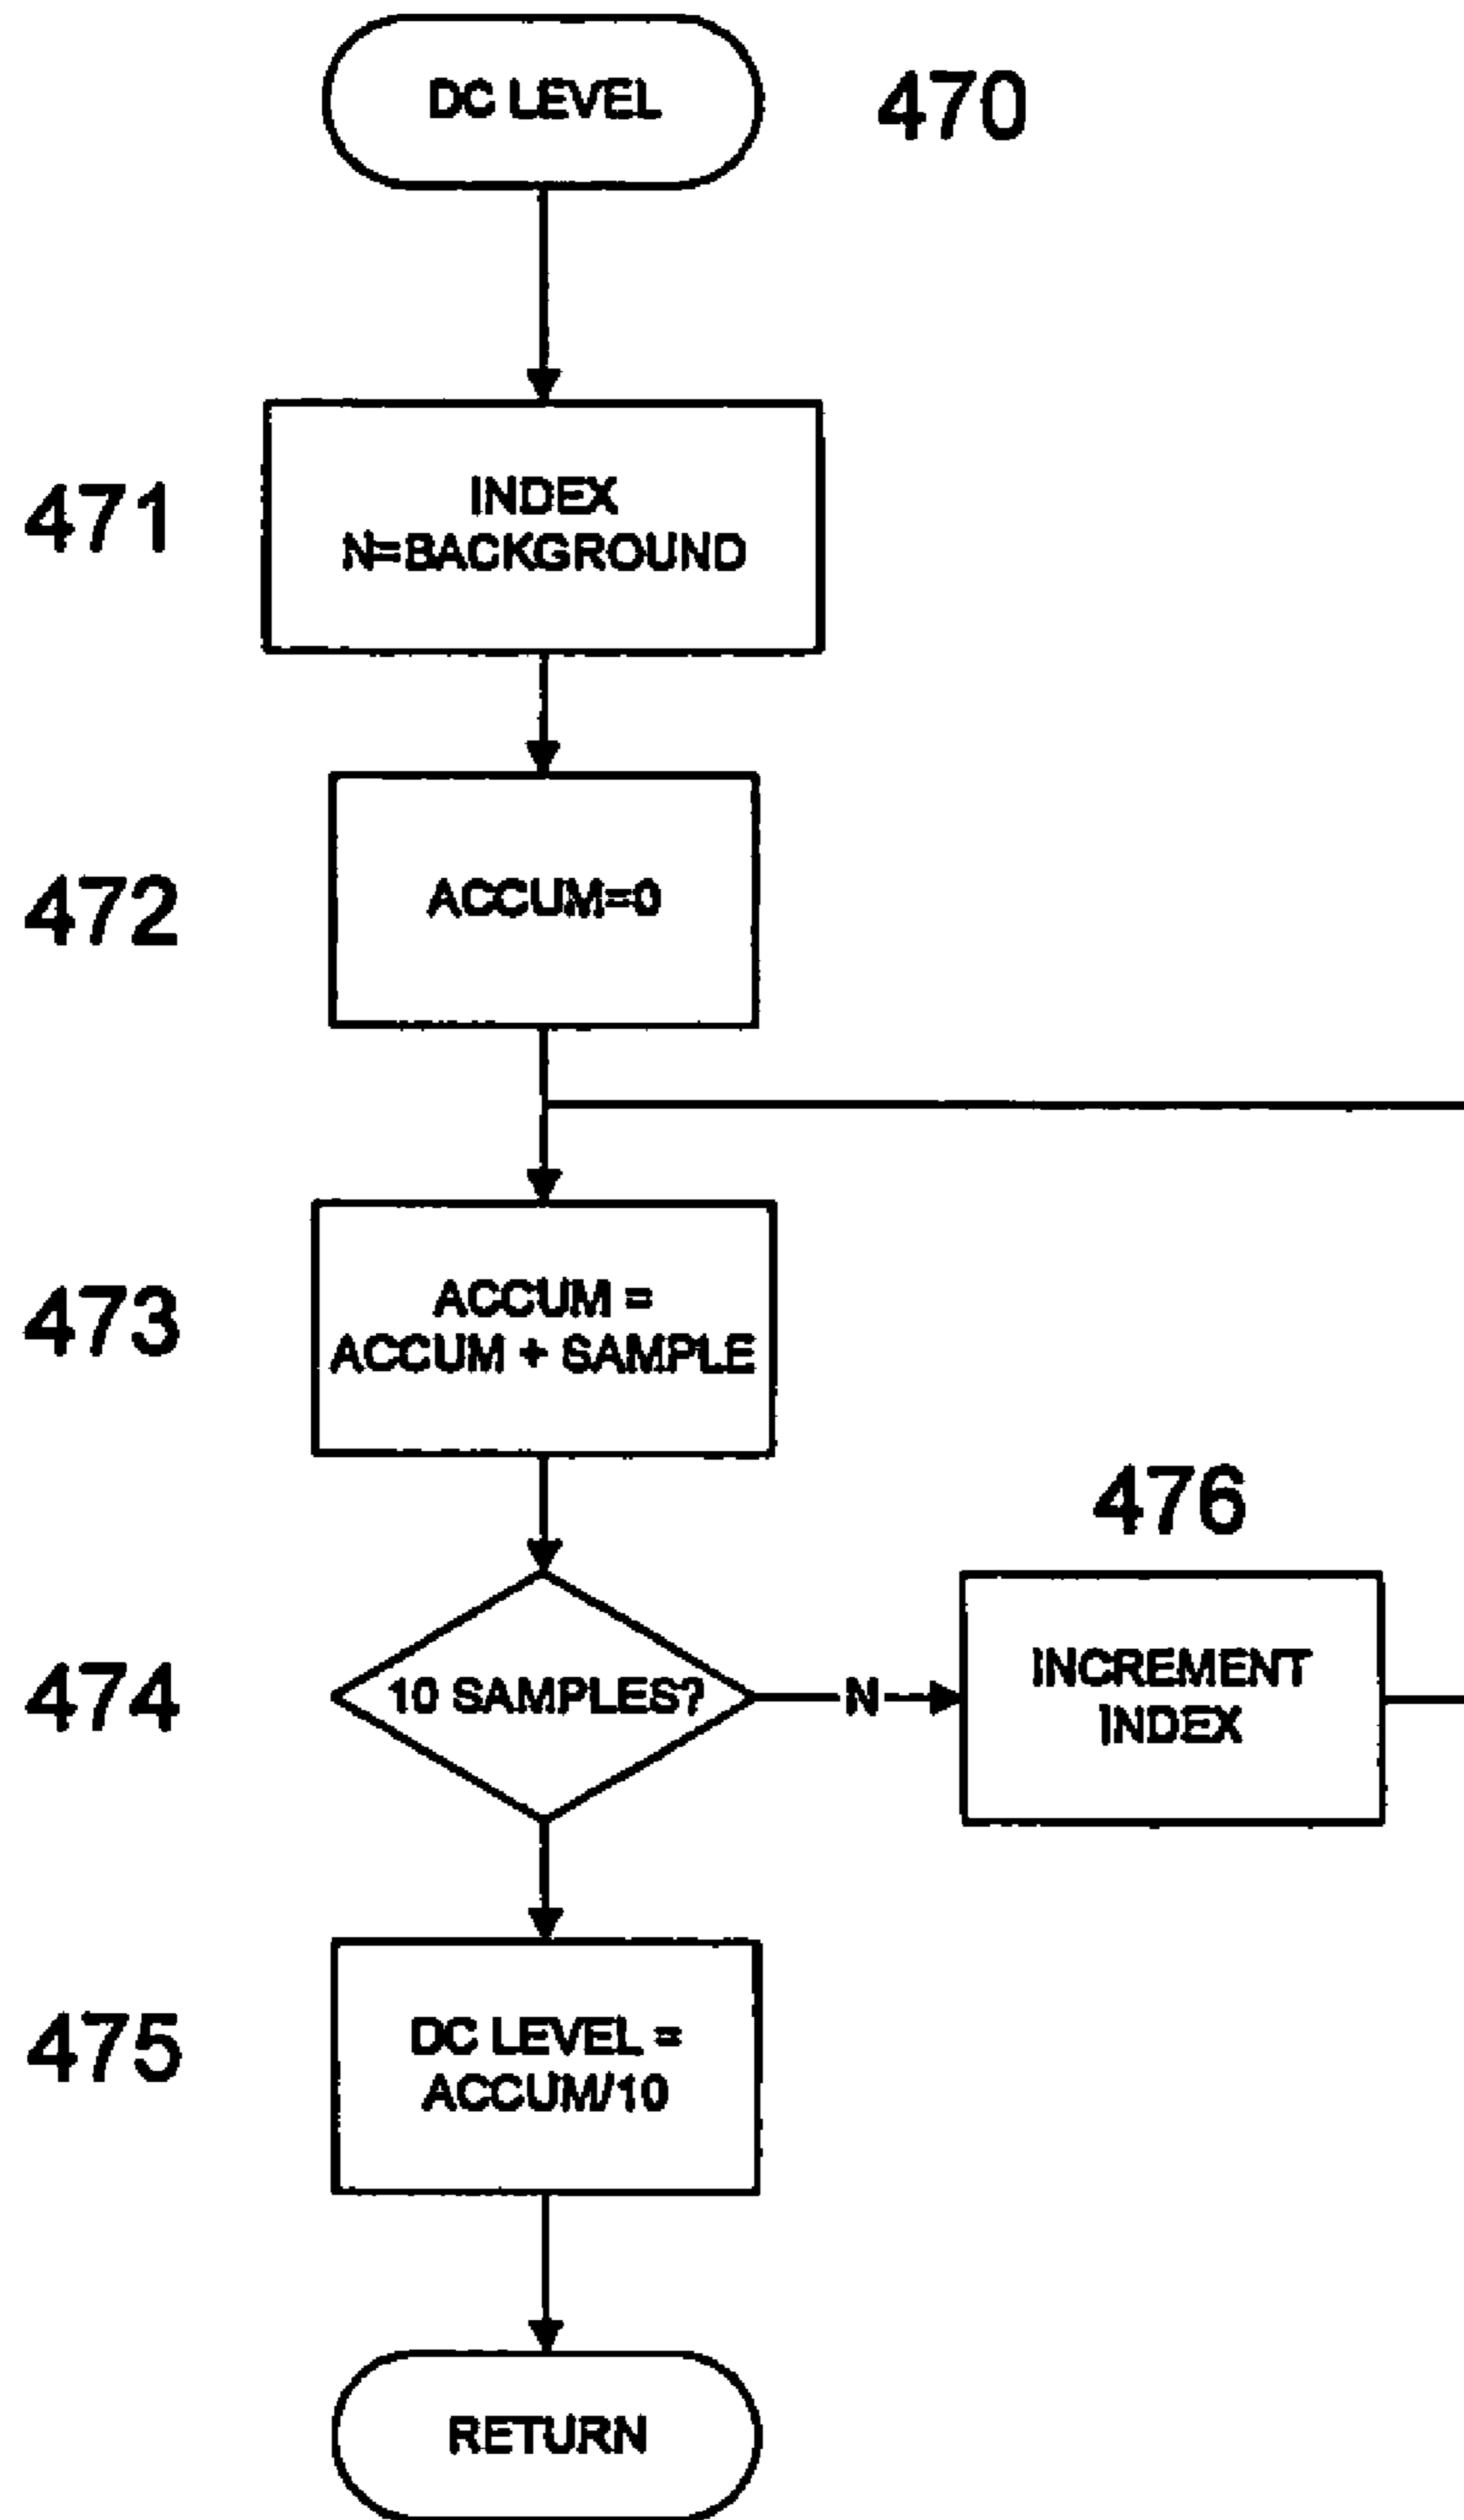 DC LEVEL
470
471
INDEX
N=BACKGROUND
472
ACCUM=0
473
ACCUM =
ACCUM + SAMPLE
476
474
10 SAMPLES?
N
INCREMENT
INDEX
475
DC LEVEL =
ACCUM/10
RETURN